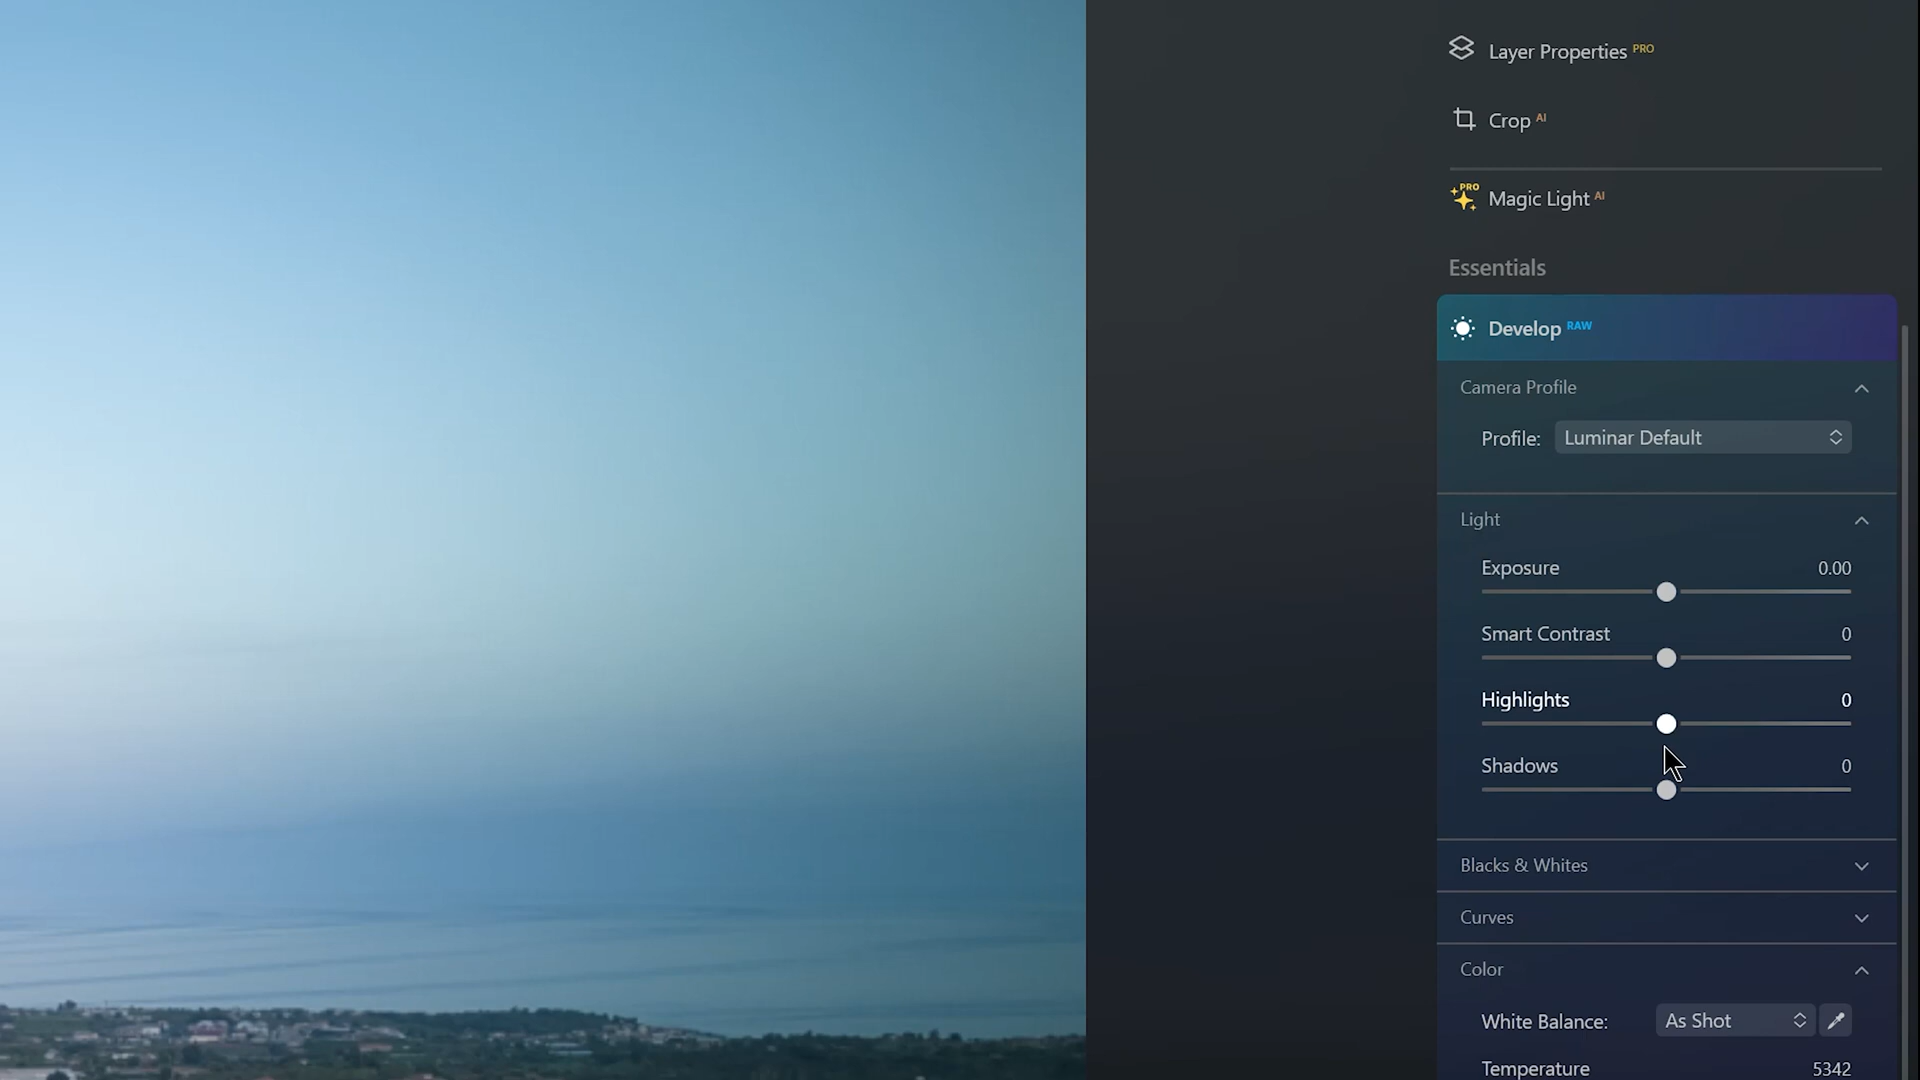 Layer Properties PRO
Crop AI
PRO
Magic Light AI
Essentials
Develop RAW
Camera Profile
Profile: Luminar Default
Light
Exposure 0.00
Smart Contrast 0
Highlights 0
Shadows 0
Blacks & Whites
Curves
Color
White Balance: As Shot
Temperature 5342